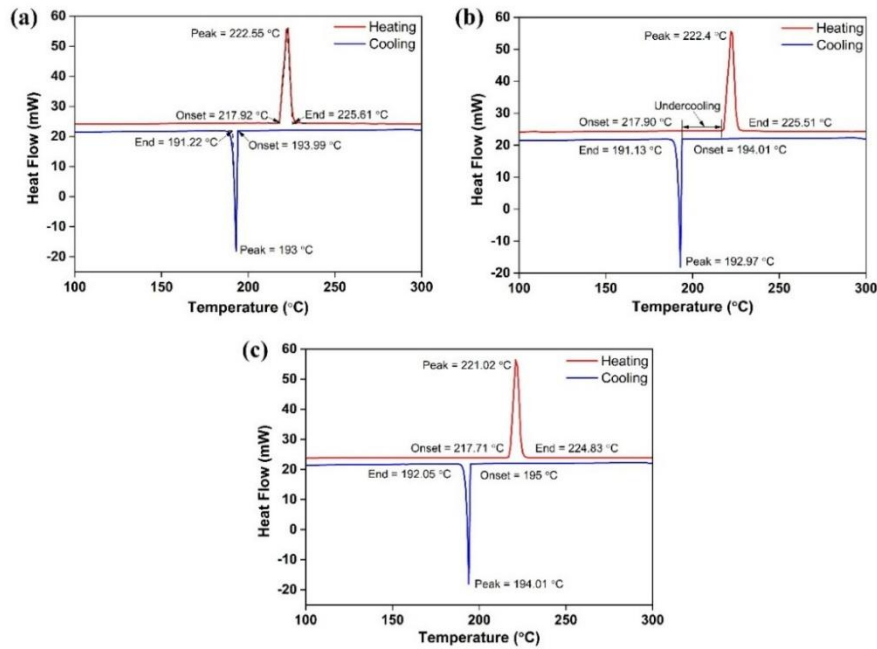 (a)
60
50
40
30
20
10
0
-10
-20
Heat Flow (mW)
Heating
Cooling
Peak = 222.55 °C
Onset = 217.92 °C
End = 225.61 °C
End = 191.22 °C
Onset = 193.99 °C
Peak = 193 °C
100
150
200
250
300
Temperature (°C)
(b)
60
50
40
30
20
10
0
-10
-20
Heat Flow (mW)
Heating
Cooling
Peak = 222.4 °C
Undercooling
Onset = 217.90 °C
End = 225.51 °C
End = 191.13 °C
Onset = 194.01 °C
Peak = 192.97 °C
100
150
200
250
300
Temperature (°C)
(c)
60
50
40
30
20
10
0
-10
-20
Heat Flow (mW)
Heating
Cooling
Peak = 221.02 °C
Onset = 217.71 °C
End = 224.83 °C
End = 192.05 °C
Onset = 195 °C
Peak = 194.01 °C
100
150
200
250
300
Temperature (°C)